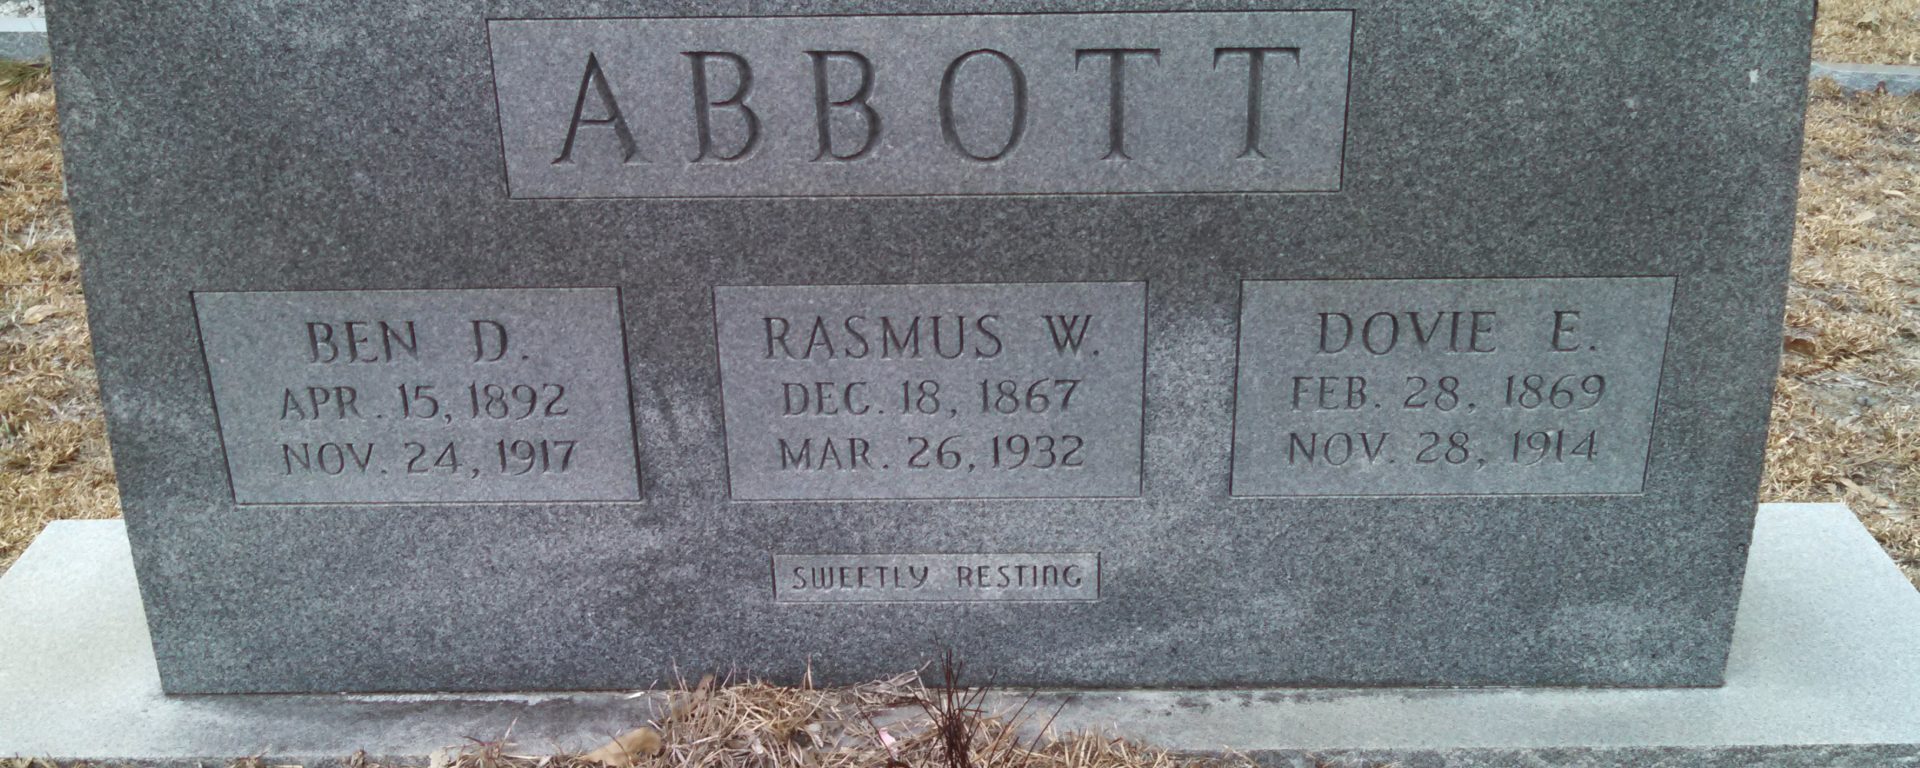 ABBOTT
BEN D.
APR. 15, 1892
NOV. 24, 1917
RASMUS W.
DEC. 18, 1867
MAR. 26, 1932
DOVIE E.
FEB. 28, 1869
NOV. 28, 1914
SWEETLY RESTING